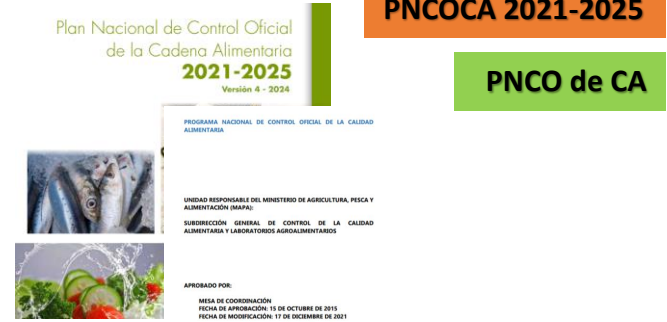 Plan Nacional de Control Oficial
de la Cadena Alimentaria
2021-2025
Versión 4 - 2024
PNCOCA 2021-2025
PNCO de CA
PROGRAMA NACIONAL DE CONTROL OFICIAL DE LA CALIDAD
ALIMENTARIA
UNIDAD RESPONSABLE DEL MINISTERIO DE AGRICULTURA, PESCA Y
ALIMENTACIÓN (MAPA):
SUBDIRECCIÓN GENERAL DE CONTROL DE LA CALIDAD
ALIMENTARIA Y LABORATORIOS AGROALIMENTARIOS
APROBADO POR:
MESA DE COORDINACIÓN
FECHA DE APROBACIÓN: 15 DE OCTUBRE DE 2015
FECHA DE MODIFICACIÓN: 17 DE DICIEMBRE DE 2021